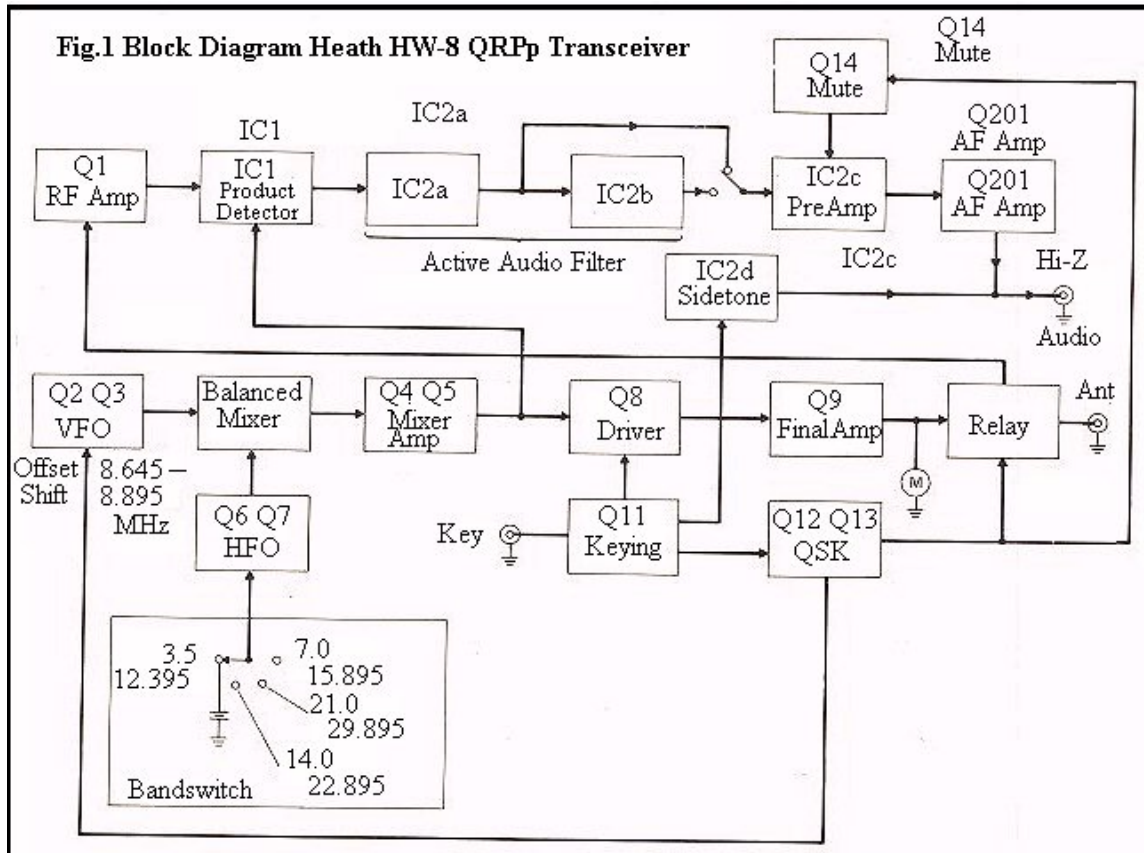 Fig.1 Block Diagram Heath HW-8 QRPp Transceiver
Q14
Mute
Q14
Mute
IC1
IC2a
Q201
AF Amp
Q1
RF Amp
IC1
Product
Detector
IC2a
IC2b
IC2c
PreAmp
Q201
AF Amp
Active Audio Filter
IC2d
Sidetone
IC2c
Hi-Z
Audio
Q2 Q3
VFO
Balanced
Mixer
Q4 Q5
Mixer
Amp
Q8
Driver
Q9
FinalAmp
Relay
Ant
Offset
Shift
8.645–
8.895
MHz
M
Q6 Q7
HFO
Key
Q11
Keying
Q12 Q13
QSK
3.5
12.395
7.0
15.895
21.0
29.895
14.0
22.895
Bandswitch